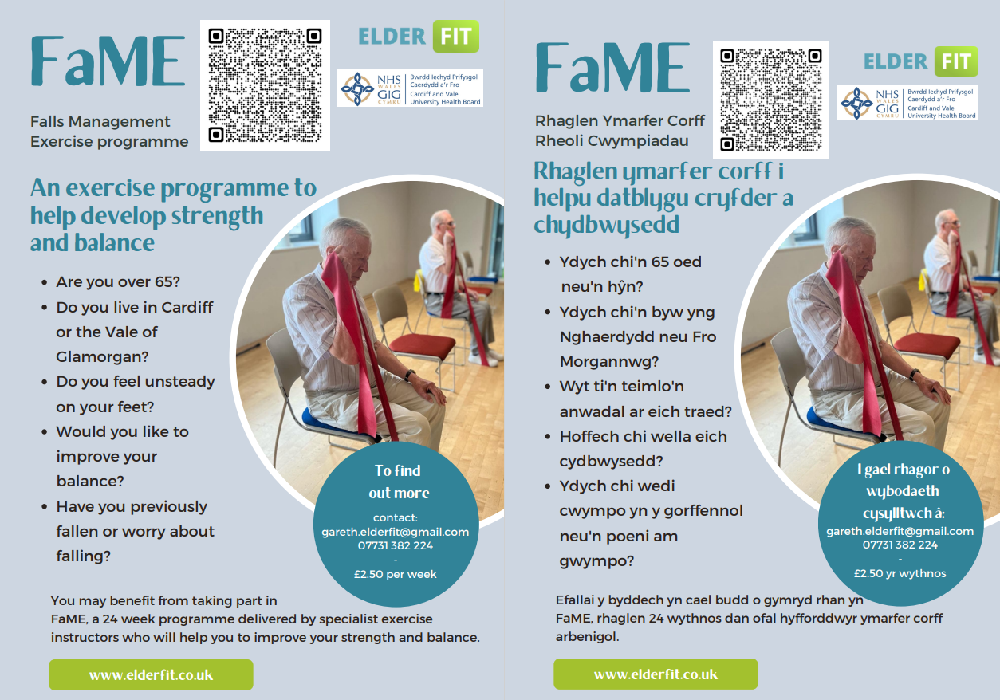 FaME
ELDER FIT
NHS
WALES
GIG
CYMRU
Bwrdd Iechyd Prifysgol
Caerdydd a'r Fro
Cardiff and Vale
University Health Board
Falls Management
Exercise programme
An exercise programme to
help develop strength
and balance
• Are you over 65?
• Do you live in Cardiff
or the Vale of
Glamorgan?
• Do you feel unsteady
on your feet?
• Would you like to
improve your
balance?
• Have you previously
fallen or worry about
falling?
To find
out more
contact:
gareth.elderfit@gmail.com
07731 382 224
-
£2.50 per week
You may benefit from taking part in
FaME, a 24 week programme delivered by specialist exercise
instructors who will help you to improve your strength and balance.
www.elderfit.co.uk
FaME
ELDER FIT
NHS
WALES
GIG
CYMRU
Bwrdd Iechyd Prifysgol
Caerdydd a'r Fro
Cardiff and Vale
University Health Board
Rhaglen Ymarfer Corff
Rheoli Cwympiadau
Rhaglen ymarfer corff i
helpu datblygu cryfder a
chydbwysedd
• Ydych chi'n 65 oed
neu'n hŷn?
• Ydych chi'n byw yng
Nghaerdydd neu Fro
Morgannwg?
• Wyt ti'n teimlo'n
anwadal ar eich traed?
• Hoffech chi wella eich
cydbwysedd?
• Ydych chi wedi
cwympo yn y gorffennol
neu'n poeni am
gwympo?
I gael rhagor o
wybodaeth
cysylltwch â:
gareth.elderfit@gmail.com
07731 382 224
-
£2.50 yr wythnos
Efallai y byddech yn cael budd o gymryd rhan yn
FaME, rhaglen 24 wythnos dan ofal hyfforddwyr ymarfer corff
arbenigol.
www.elderfit.co.uk